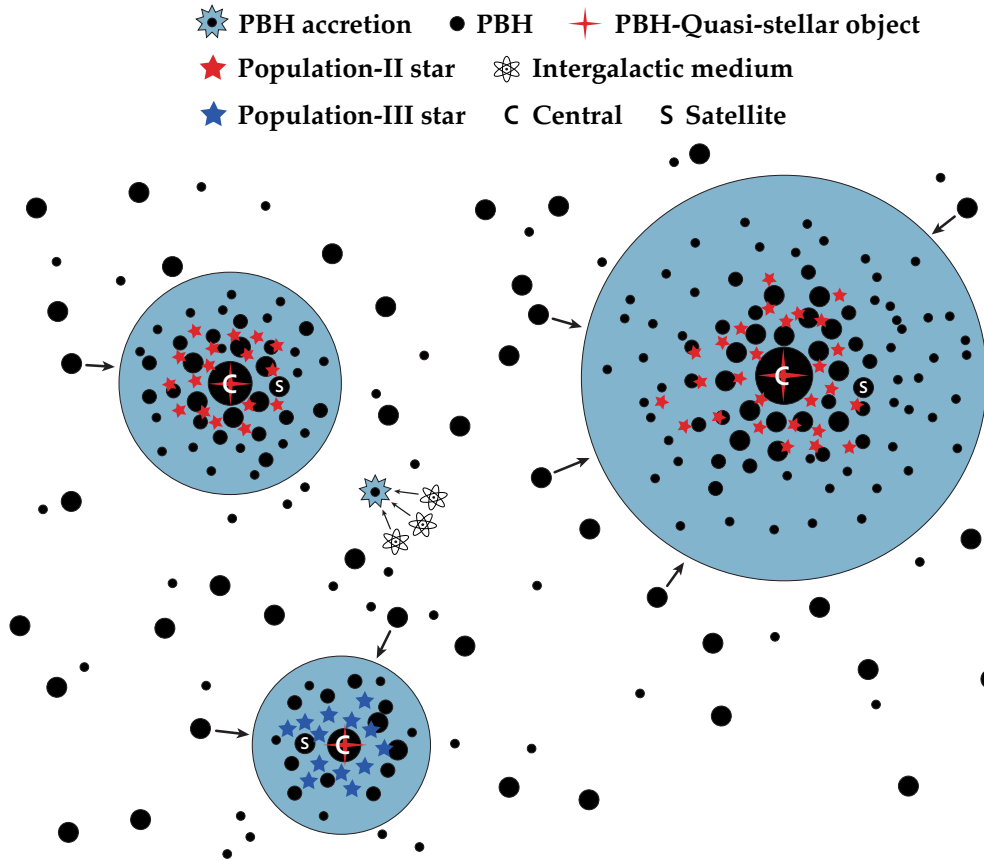 PBH accretion PBH PBH-Quasi-stellar object
Population-II star Intergalactic medium
Population-III star C Central S Satellite
C
S
C
S
S
C